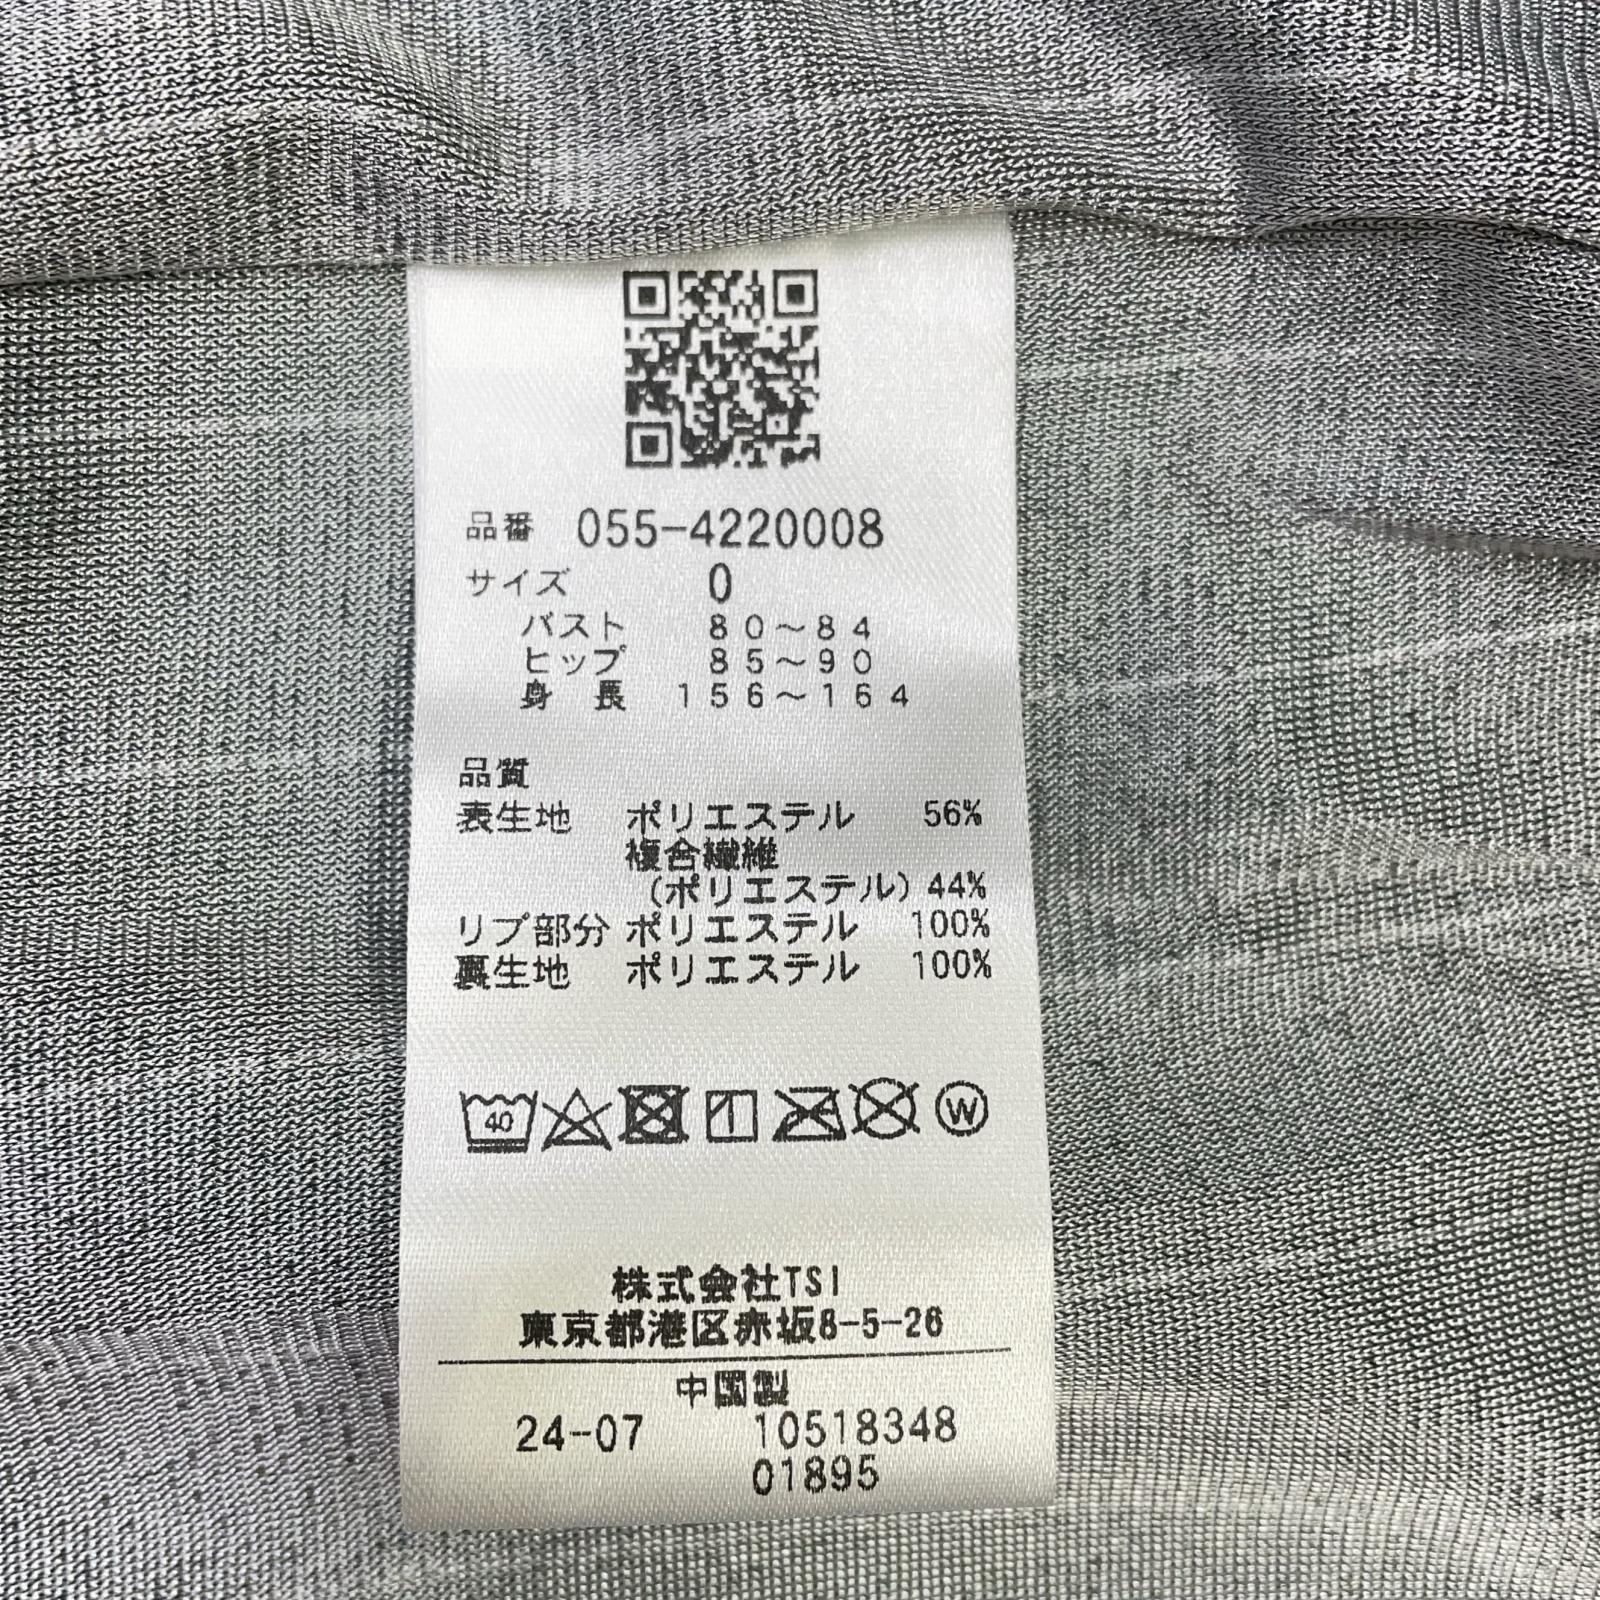 品番 055-4220008
サイズ 0
バスト 80～84
ヒップ 85～90
身長 156～164
品質
表生地 ポリエステル 56%
複合繊維
(ポリエステル) 44%
リブ部分 ポリエステル 100%
裏生地 ポリエステル 100%
40
W
株式会社TSI
東京都港区赤坂8-5-26
中国製
24-07 10518348
01895